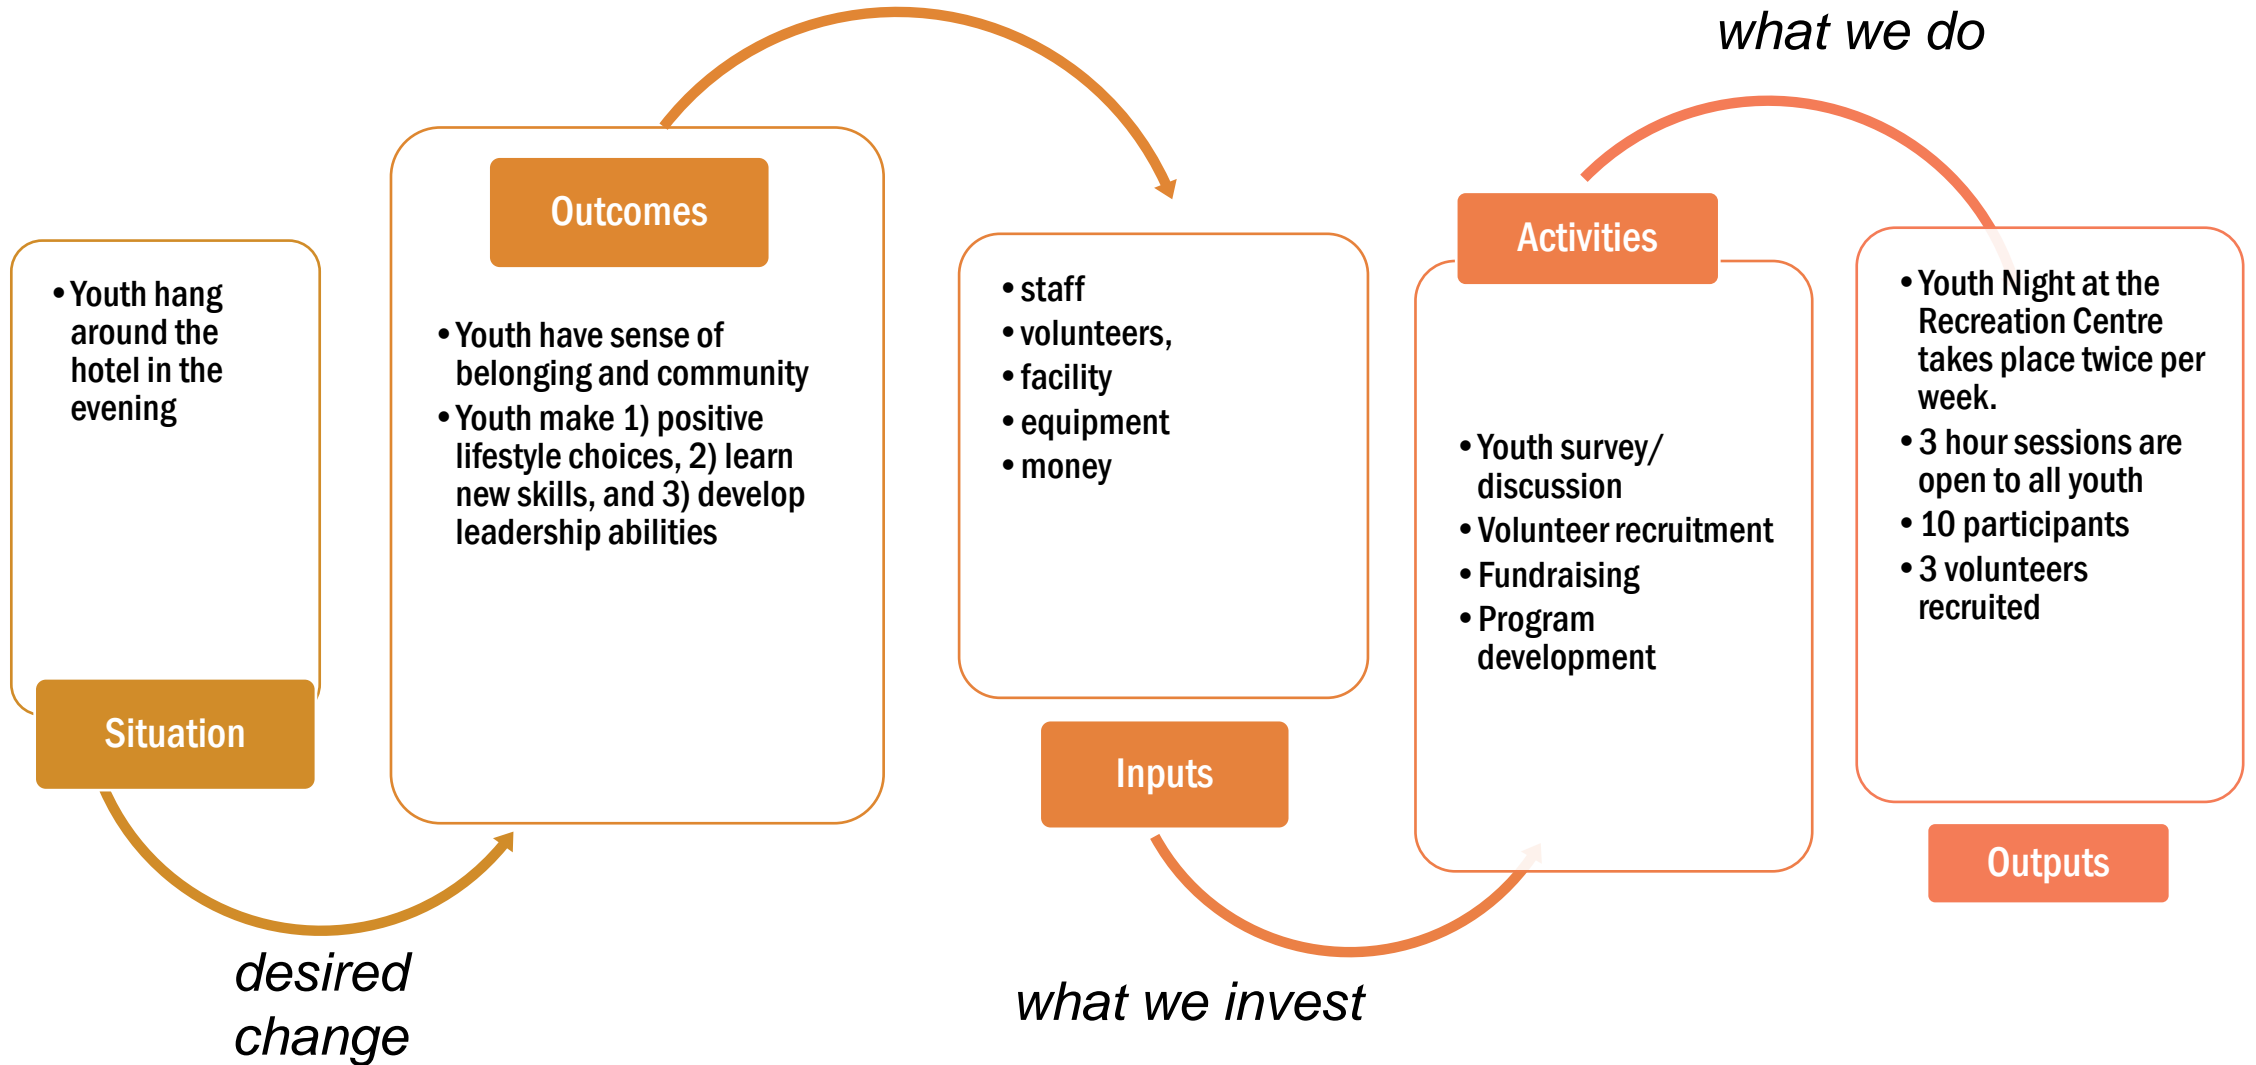 • Youth hang
around the
hotel in the
evening
Situation
desired
change
Outcomes
• Youth have sense of
belonging and community
• Youth make 1) positive
lifestyle choices, 2) learn
new skills, and 3) develop
leadership abilities
• staff
• volunteers,
• facility
• equipment
• money
Inputs
what we invest
what we do
Activities
• Youth survey/
discussion
• Volunteer recruitment
• Fundraising
• Program
development
• Youth Night at the
Recreation Centre
takes place twice per
week.
• 3 hour sessions are
open to all youth
• 10 participants
• 3 volunteers
recruited
Outputs